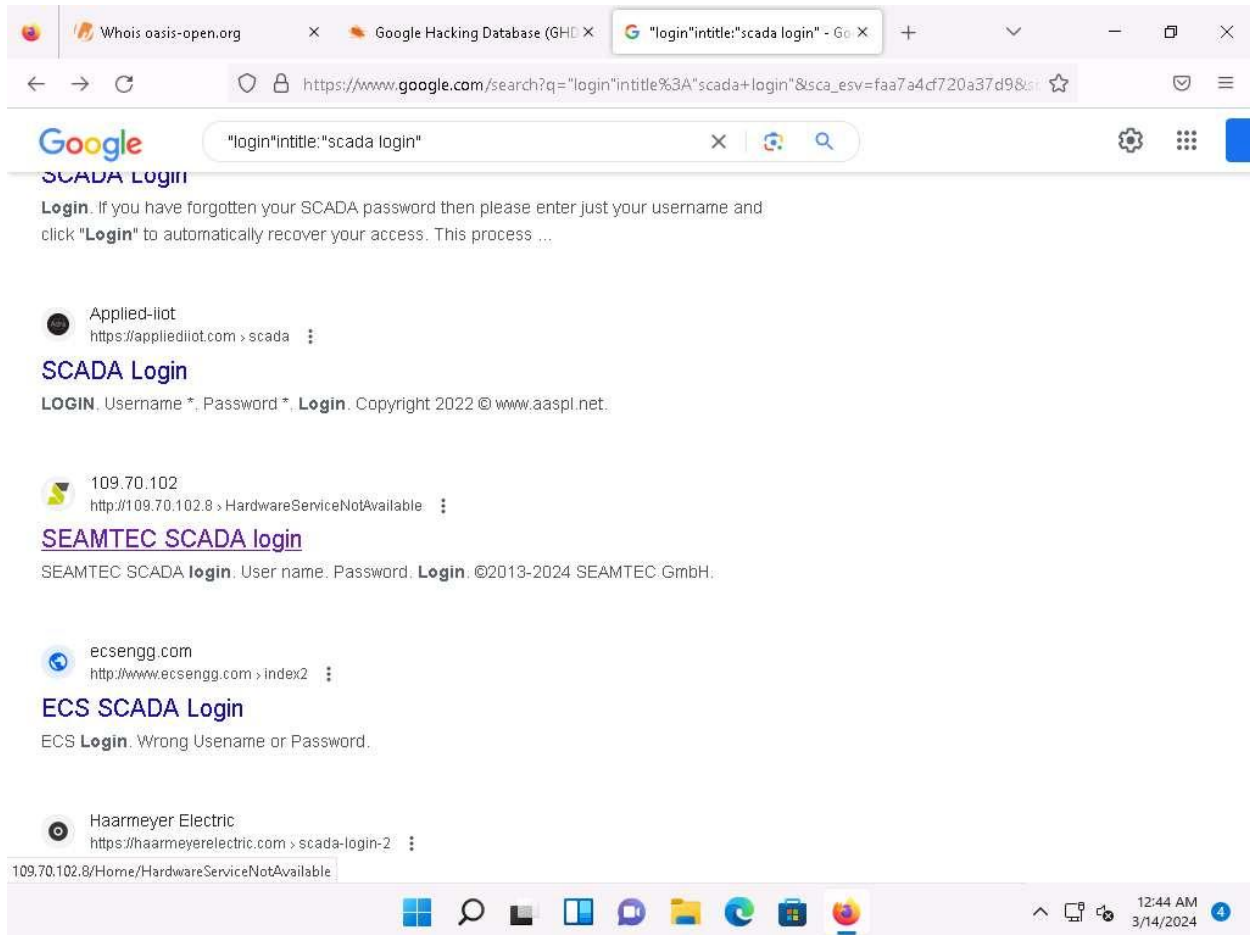 Whois oasis-open.org
Google Hacking Database (GHD
"login"intitle:"scada login" - Go
https://www.google.com/search?q="login"intitle%3A"scada+login"&sca_esv=faa7a4cf720a37d98&s
Google
"login"intitle:"scada login"
SCADA Login
Login. If you have forgotten your SCADA password then please enter just your username and
click "Login" to automatically recover your access. This process ...
Applied-iiot
https://appliediiot.com › scada
SCADA Login
LOGIN. Username *. Password *. Login. Copyright 2022 © www.aaspl.net.
109.70.102
http://109.70.102.8 › HardwareServiceNotAvailable
SEAMTEC SCADA login
SEAMTEC SCADA login. User name. Password. Login. ©2013-2024 SEAMTEC GmbH.
ecsengg.com
http://www.ecsengg.com › index2
ECS SCADA Login
ECS Login. Wrong Usename or Password.
Haarmeyer Electric
https://haarmeyerelectric.com › scada-login-2
109.70.102.8/Home/HardwareServiceNotAvailable
12:44 AM
3/14/2024
4